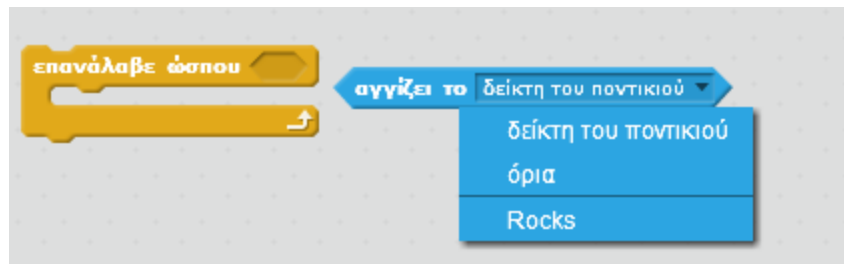 επανάλαβε ώσπου
αγγίζει το δείκτη του ποντικιού
δείκτη του ποντικιού
όρια
Rocks